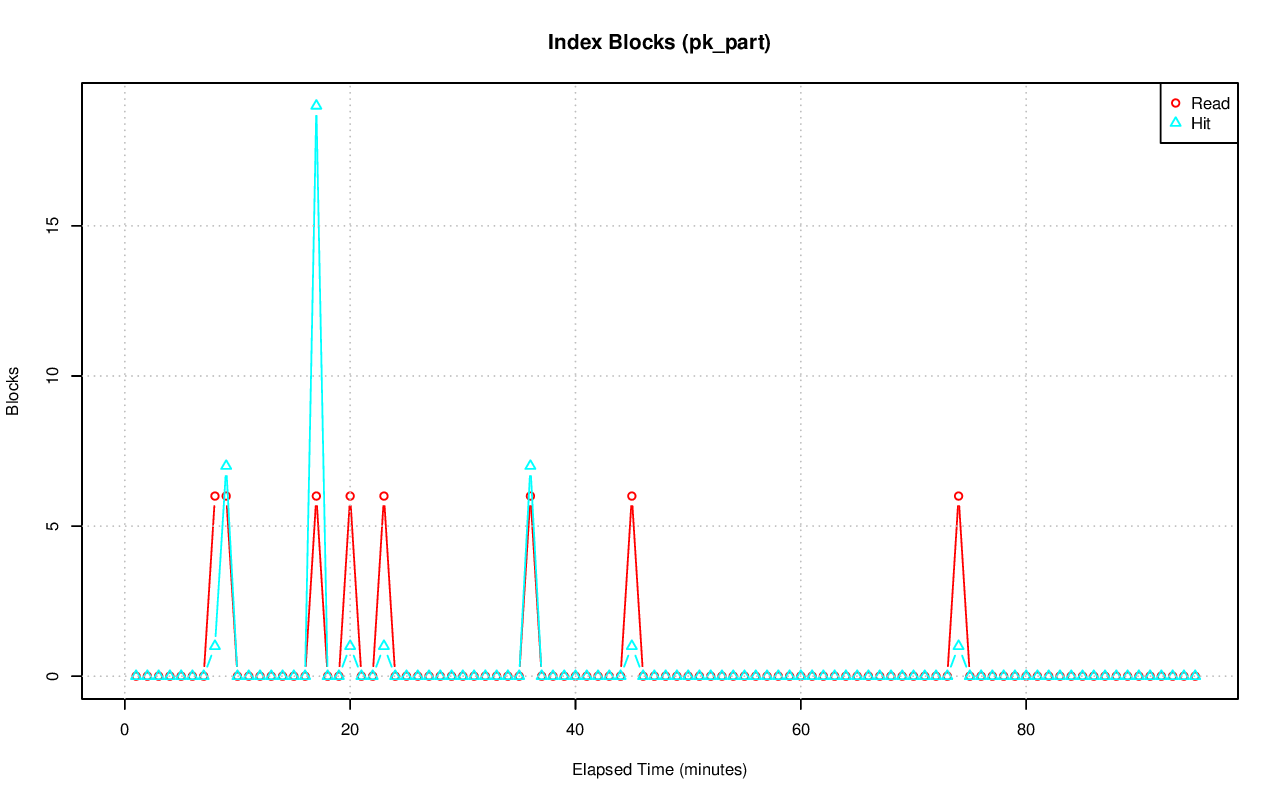 Index Blocks (pk_part)
Read
Hit
Blocks
15
10
5
0
0 20 40 60 80
Elapsed Time (minutes)